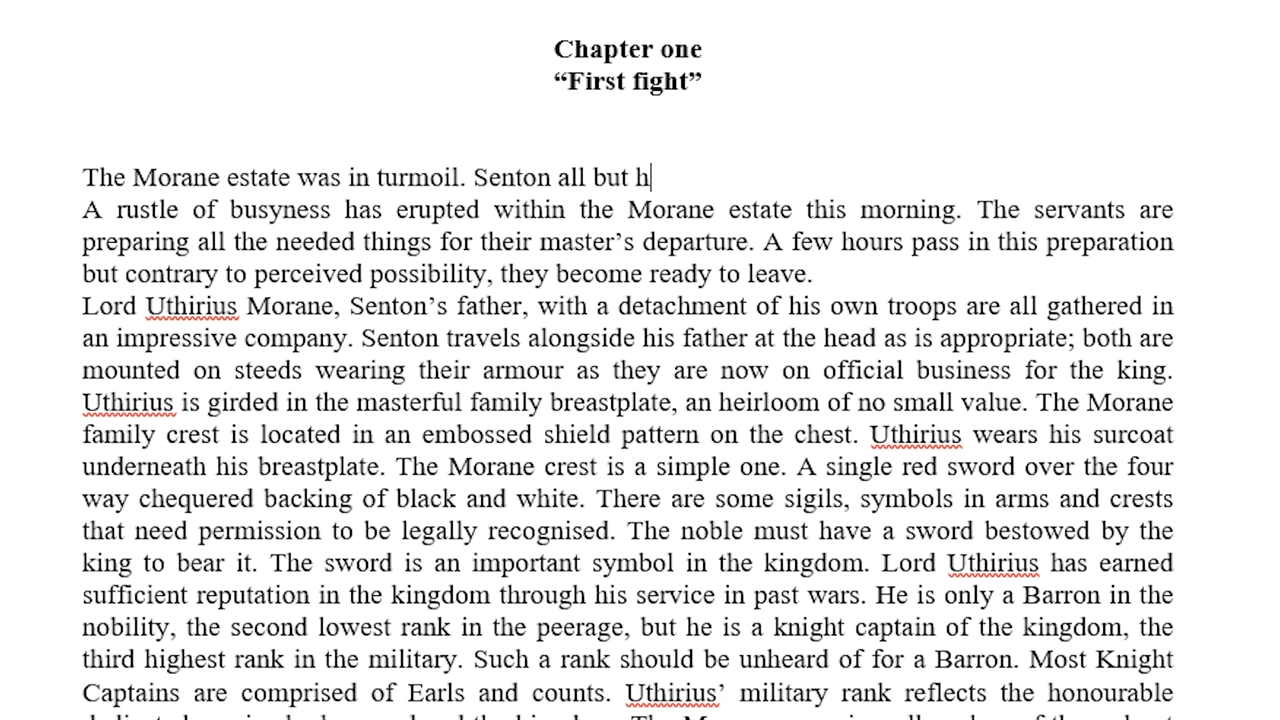 Chapter one
“First fight”
The Morane estate was in turmoil. Senton all but h
A rustle of busyness has erupted within the Morane estate this morning. The servants are
preparing all the needed things for their master’s departure. A few hours pass in this preparation
but contrary to perceived possibility, they become ready to leave.
Lord Uthirius Morane, Senton’s father, with a detachment of his own troops are all gathered in
an impressive company. Senton travels alongside his father at the head as is appropriate; both are
mounted on steeds wearing their armour as they are now on official business for the king.
Uthirius is girded in the masterful family breastplate, an heirloom of no small value. The Morane
family crest is located in an embossed shield pattern on the chest. Uthirius wears his surcoat
underneath his breastplate. The Morane crest is a simple one. A single red sword over the four
way chequered backing of black and white. There are some sigils, symbols in arms and crests
that need permission to be legally recognised. The noble must have a sword bestowed by the
king to bear it. The sword is an important symbol in the kingdom. Lord Uthirius has earned
sufficient reputation in the kingdom through his service in past wars. He is only a Barron in the
nobility, the second lowest rank in the peerage, but he is a knight captain of the kingdom, the
third highest rank in the military. Such a rank should be unheard of for a Barron. Most Knight
Captains are comprised of Earls and counts. Uthirius’ military rank reflects the honourable